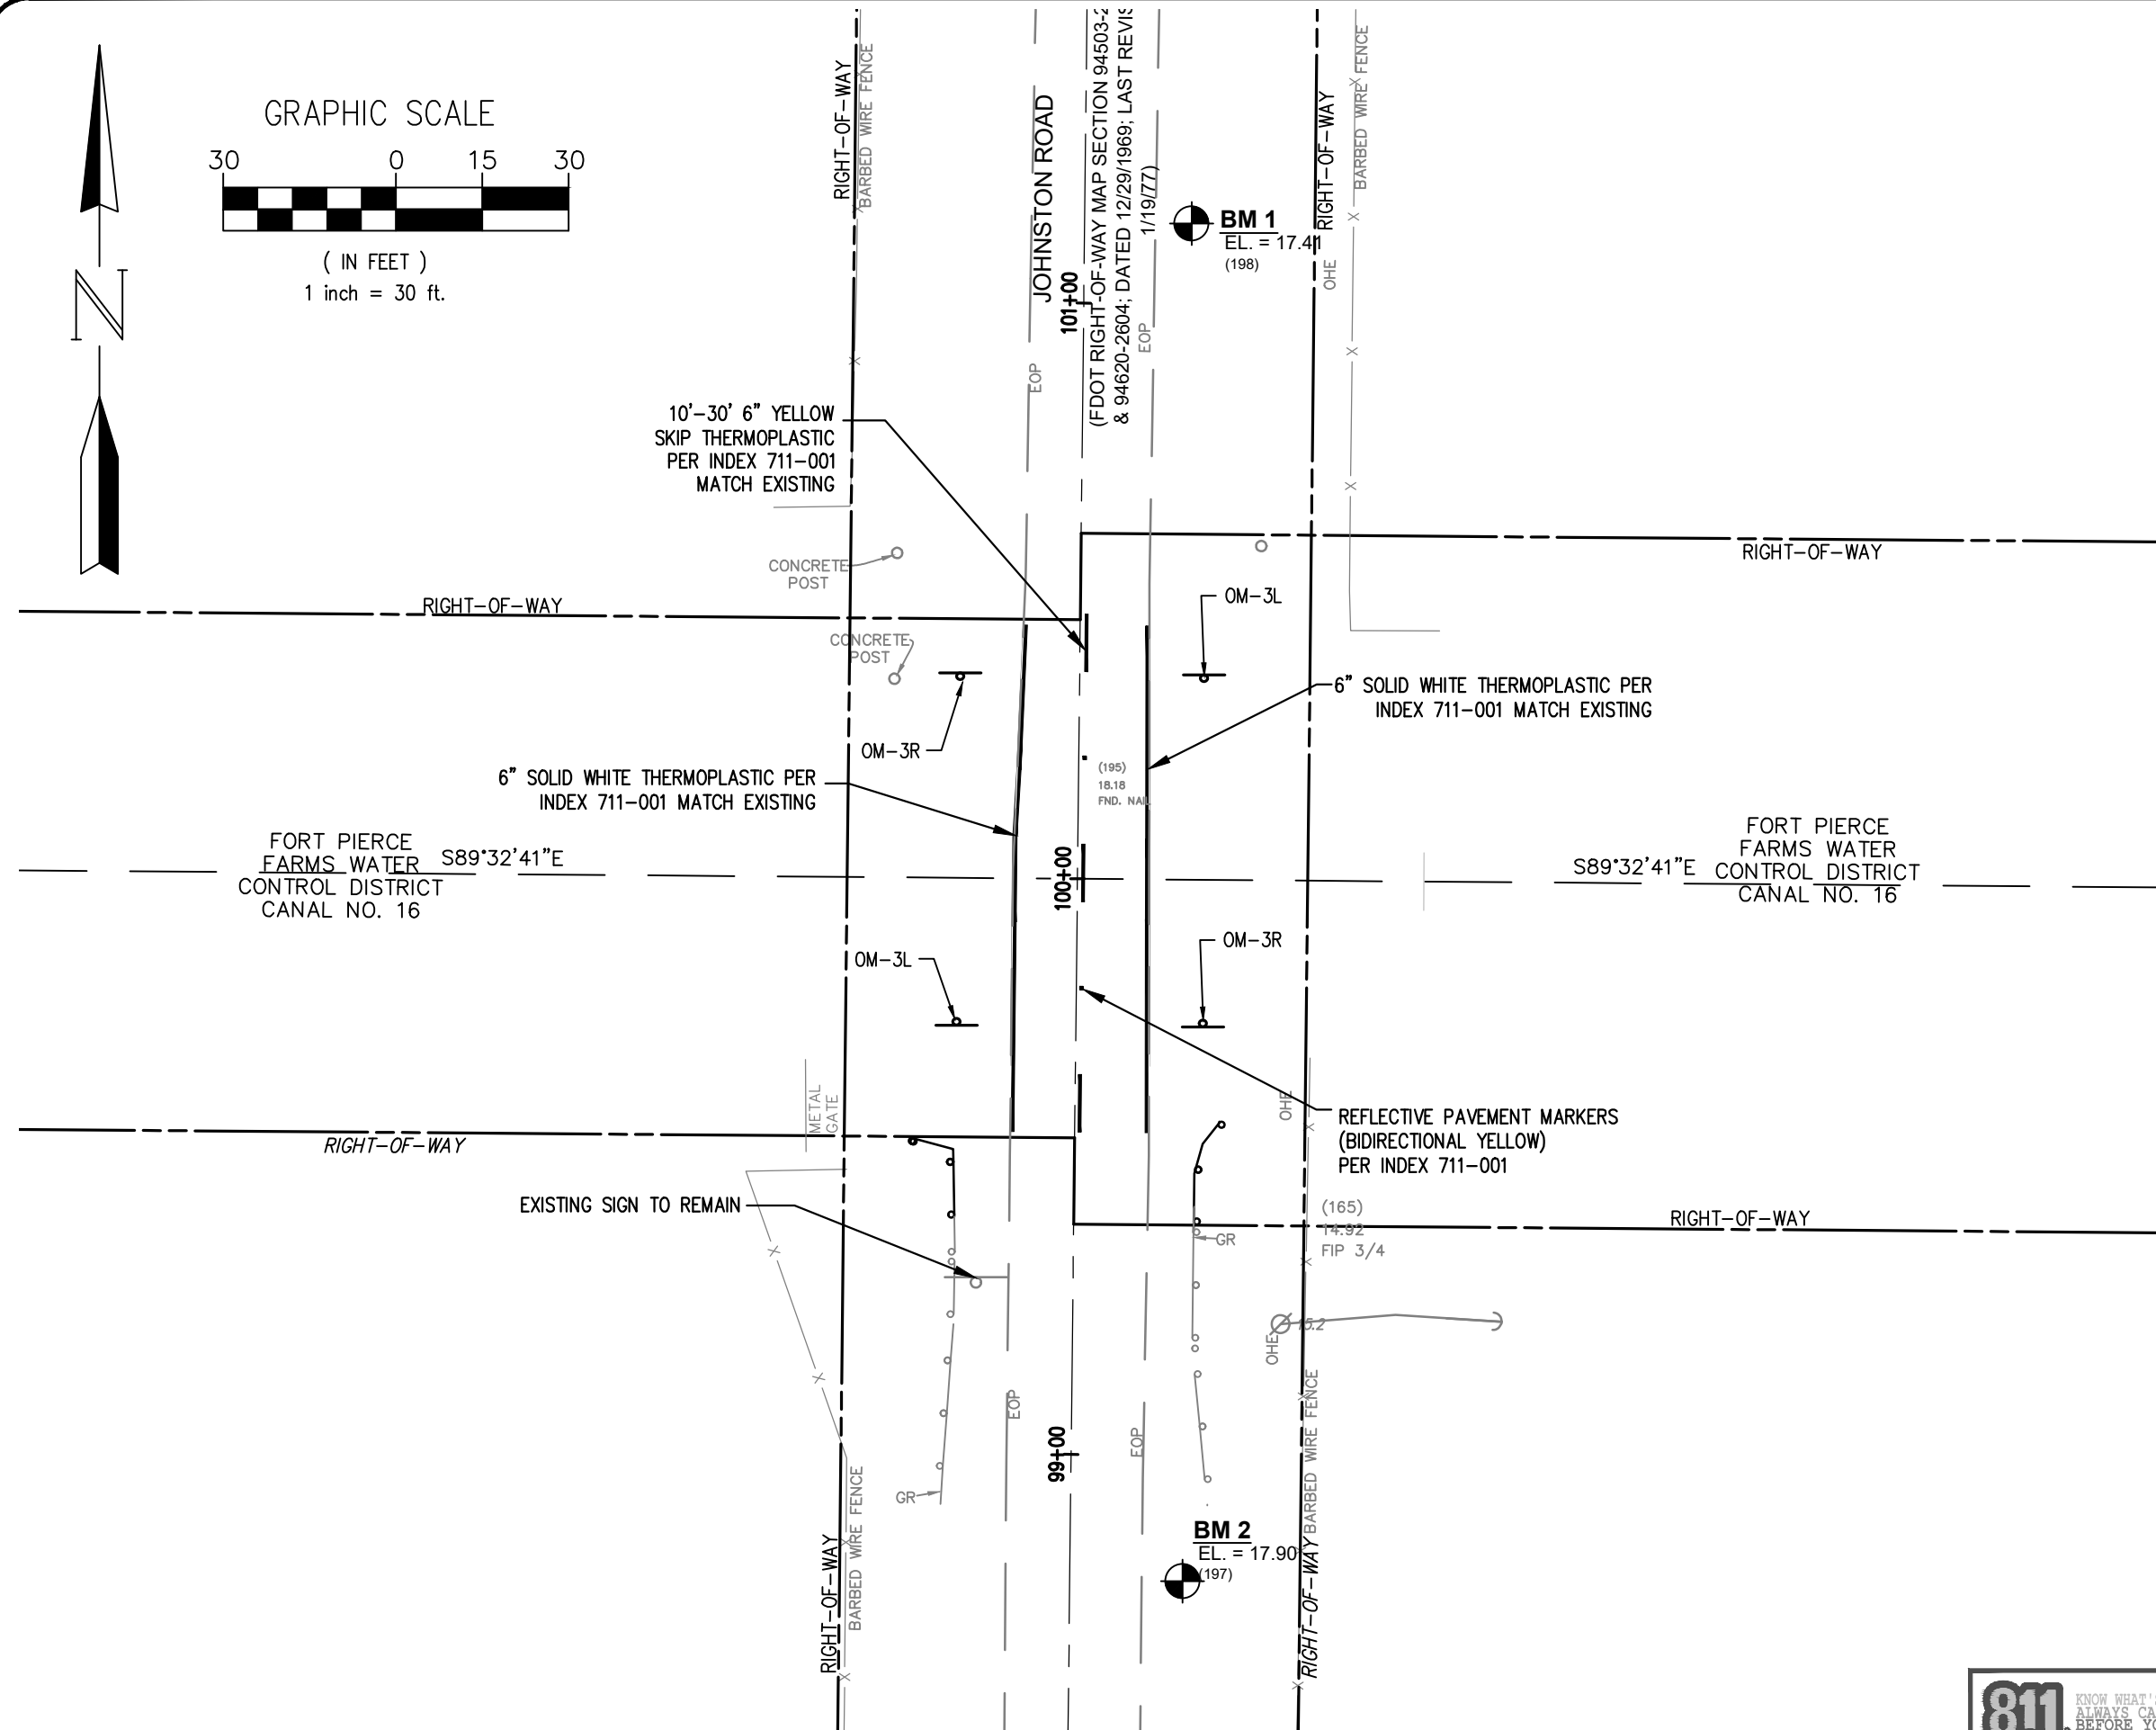 GRAPHIC SCALE
30 0 15 30
( IN FEET )
1 inch = 30 ft.
N
RIGHT-OF-WAY
BARBED WIRE FENCE
JOHNSTON ROAD
(FDOT RIGHT-OF-WAY MAP SECTION
& 94620-2604; DATED 12/29/1969; LAST
1/19/77)
101+00
BM 1
EL. = 17.41
(198)
RIGHT-OF-WAY
BARBED WIRE FENCE
OHE
EOP
EOP
10'-30' 6" YELLOW
SKIP THERMOPLASTIC
PER INDEX 711-001
MATCH EXISTING
CONCRETE
POST
RIGHT-OF-WAY
RIGHT-OF-WAY
OM-3L
CONCRETE
POST
OM-3R
6" SOLID WHITE THERMOPLASTIC PER
INDEX 711-001 MATCH EXISTING
6" SOLID WHITE THERMOPLASTIC PER
INDEX 711-001 MATCH EXISTING
(195)
18.18
FND. NAIL
FORT PIERCE
FARMS WATER
CONTROL DISTRICT
CANAL NO. 16
S89°32'41"E
100+00
S89°32'41"E
FORT PIERCE
FARMS WATER
CONTROL DISTRICT
CANAL NO. 16
OM-3L
OM-3R
METAL
GATE
OHE
REFLECTIVE PAVEMENT MARKERS
(BIDIRECTIONAL YELLOW)
PER INDEX 711-001
RIGHT-OF-WAY
EXISTING SIGN TO REMAIN
GR
(165)
14.92
FIP 3/4
RIGHT-OF-WAY
15.2
OHE
EOP
EOP
99+00
GR
BARBED WIRE FENCE
RIGHT-OF-WAY
BM 2
EL. = 17.90
(197)
BARBED WIRE FENCE
RIGHT-OF-WAY
811
KNOW WHAT'S
ALWAYS
BEFORE